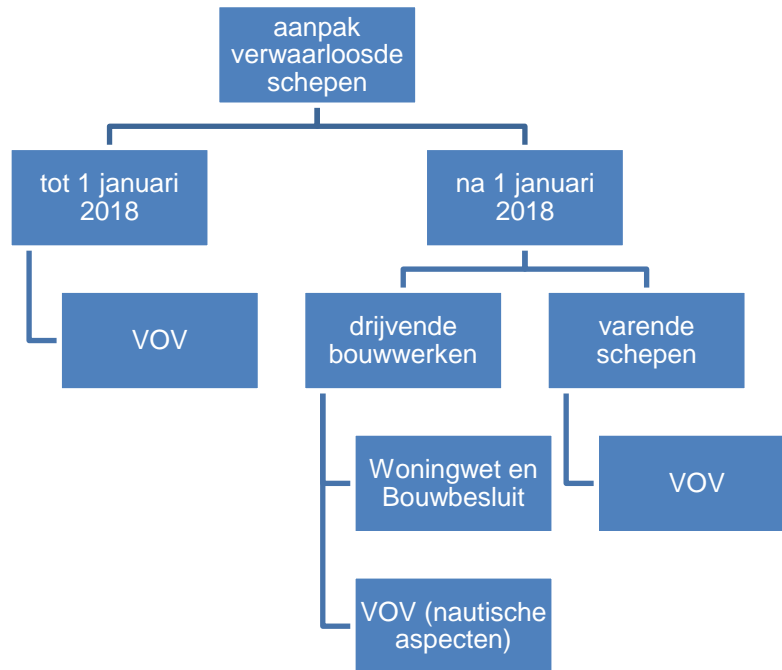 aanpak
verwaarloosde
schepen
tot 1 januari
2018
na 1 januari
2018
VOV
drijvende
bouwwerken
varende
schepen
Woningwet en
Bouwbesluit
VOV
VOV (nautische
aspecten)